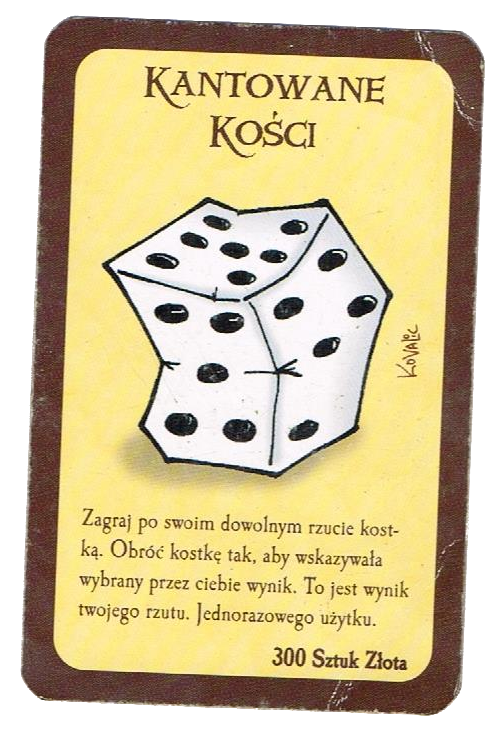 Kantowane
Kości
Kovalic
Zagraj po swoim dowolnym rzucie kost-
ką. Obróć kostkę tak, aby wskazywała
wybrany przez ciebie wynik. To jest wynik
twojego rzutu. Jednorazowego użytku.
300 Sztuk Złota